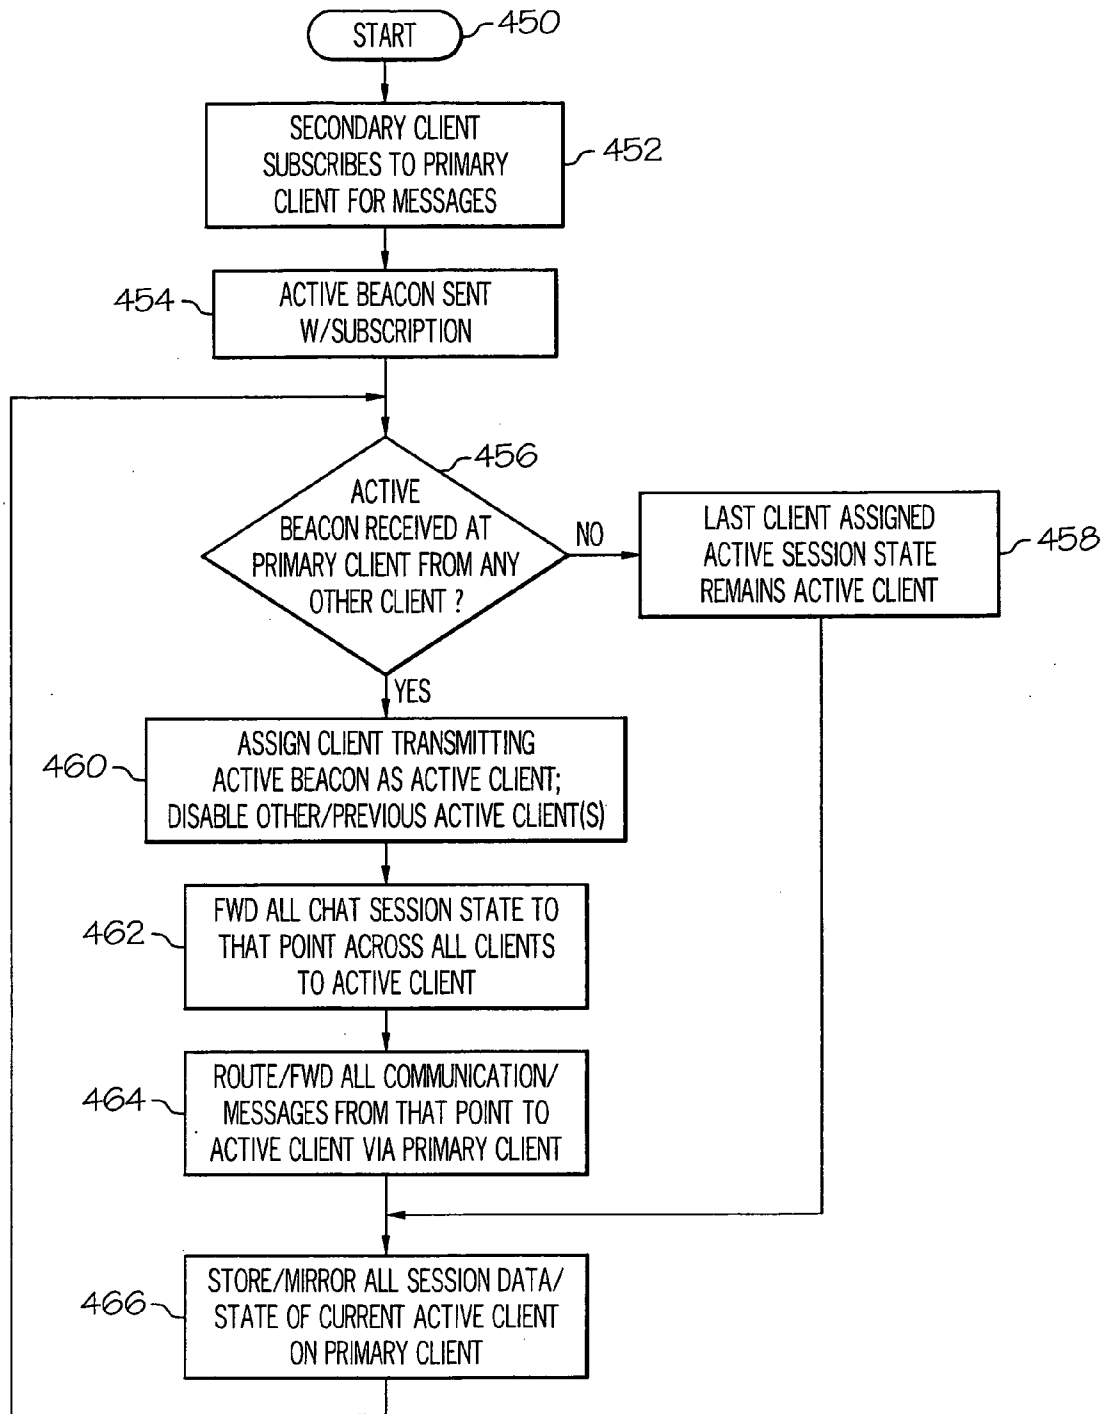 START
450
SECONDARY CLIENT
SUBSCRIBES TO PRIMARY
CLIENT FOR MESSAGES
452
454
ACTIVE BEACON SENT
W/SUBSCRIPTION
456
ACTIVE
BEACON RECEIVED AT
PRIMARY CLIENT FROM ANY
OTHER CLIENT ?
NO
LAST CLIENT ASSIGNED
ACTIVE SESSION STATE
REMAINS ACTIVE CLIENT
458
YES
460
ASSIGN CLIENT TRANSMITTING
ACTIVE BEACON AS ACTIVE CLIENT;
DISABLE OTHER/PREVIOUS ACTIVE CLIENT(S)
462
FWD ALL CHAT SESSION STATE TO
THAT POINT ACROSS ALL CLIENTS
TO ACTIVE CLIENT
464
ROUTE/FWD ALL COMMUNICATION/
MESSAGES FROM THAT POINT TO
ACTIVE CLIENT VIA PRIMARY CLIENT
466
STORE/MIRROR ALL SESSION DATA/
STATE OF CURRENT ACTIVE CLIENT
ON PRIMARY CLIENT